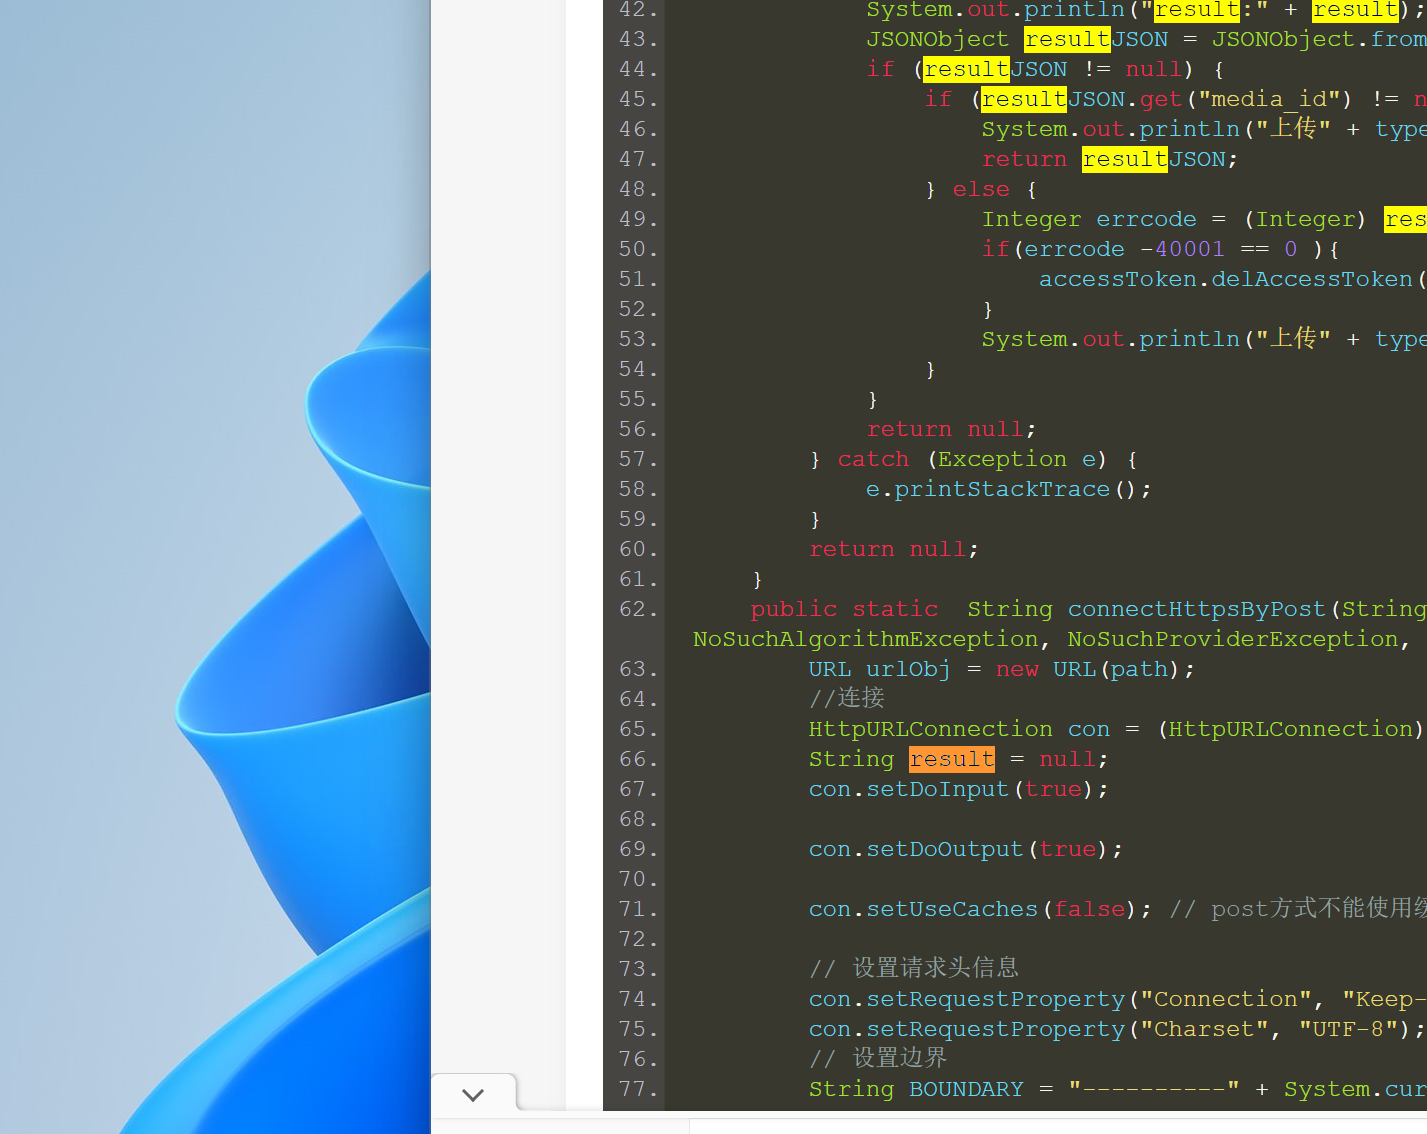 42. System.out.println("result:" + result);
43. JSONObject resultJSON = JSONObject.from
44. if (resultJSON != null) {
45. if (resultJSON.get("media_id") != n
46. System.out.println("上传" + type
47. return resultJSON;
48. } else {
49. Integer errcode = (Integer) res
50. if(errcode -40001 == 0 ){
51. accessToken.delAccessToken(
52. }
53. System.out.println("上传" + type
54. }
55. }
56. return null;
57. } catch (Exception e) {
58. e.printStackTrace();
59. }
60. return null;
61. }
62. public static  String connectHttpsByPost(String
NoSuchAlgorithmException, NoSuchProviderException,
63. URL urlObj = new URL(path);
64. //连接
65. HttpURLConnection con = (HttpURLConnection)
66. String result = null;
67. con.setDoInput(true);
68.
69. con.setDoOutput(true);
70.
71. con.setUseCaches(false); // post方式不能使用缓
72.
73. // 设置请求头信息
74. con.setRequestProperty("Connection", "Keep-
75. con.setRequestProperty("Charset", "UTF-8");
76. // 设置边界
77. String BOUNDARY = "----------" + System.cur